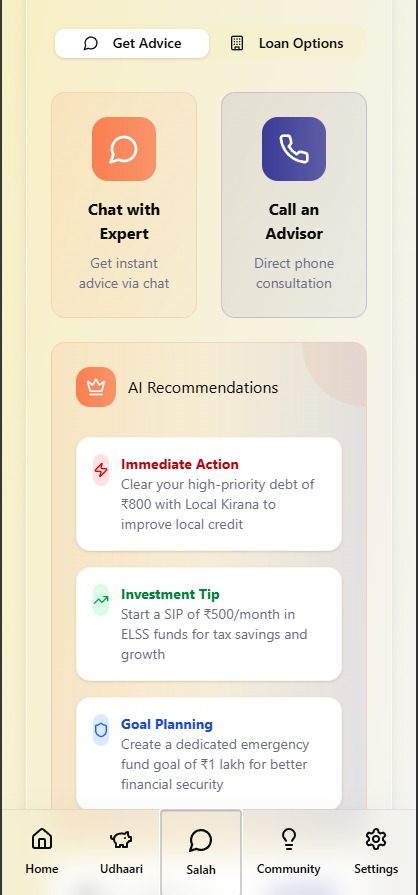 Get Advice
Loan Options
Chat with
Expert
Get instant
advice via chat
Call an
Advisor
Direct phone
consultation
AI Recommendations
Immediate Action
Clear your high-priority debt of
₹800 with Local Kirana to
improve local credit
Investment Tip
Start a SIP of ₹500/month in
ELSS funds for tax savings and
growth
Goal Planning
Create a dedicated emergency
fund goal of ₹1 lakh for better
financial security
Home
Udhaari
Salah
Community
Settings